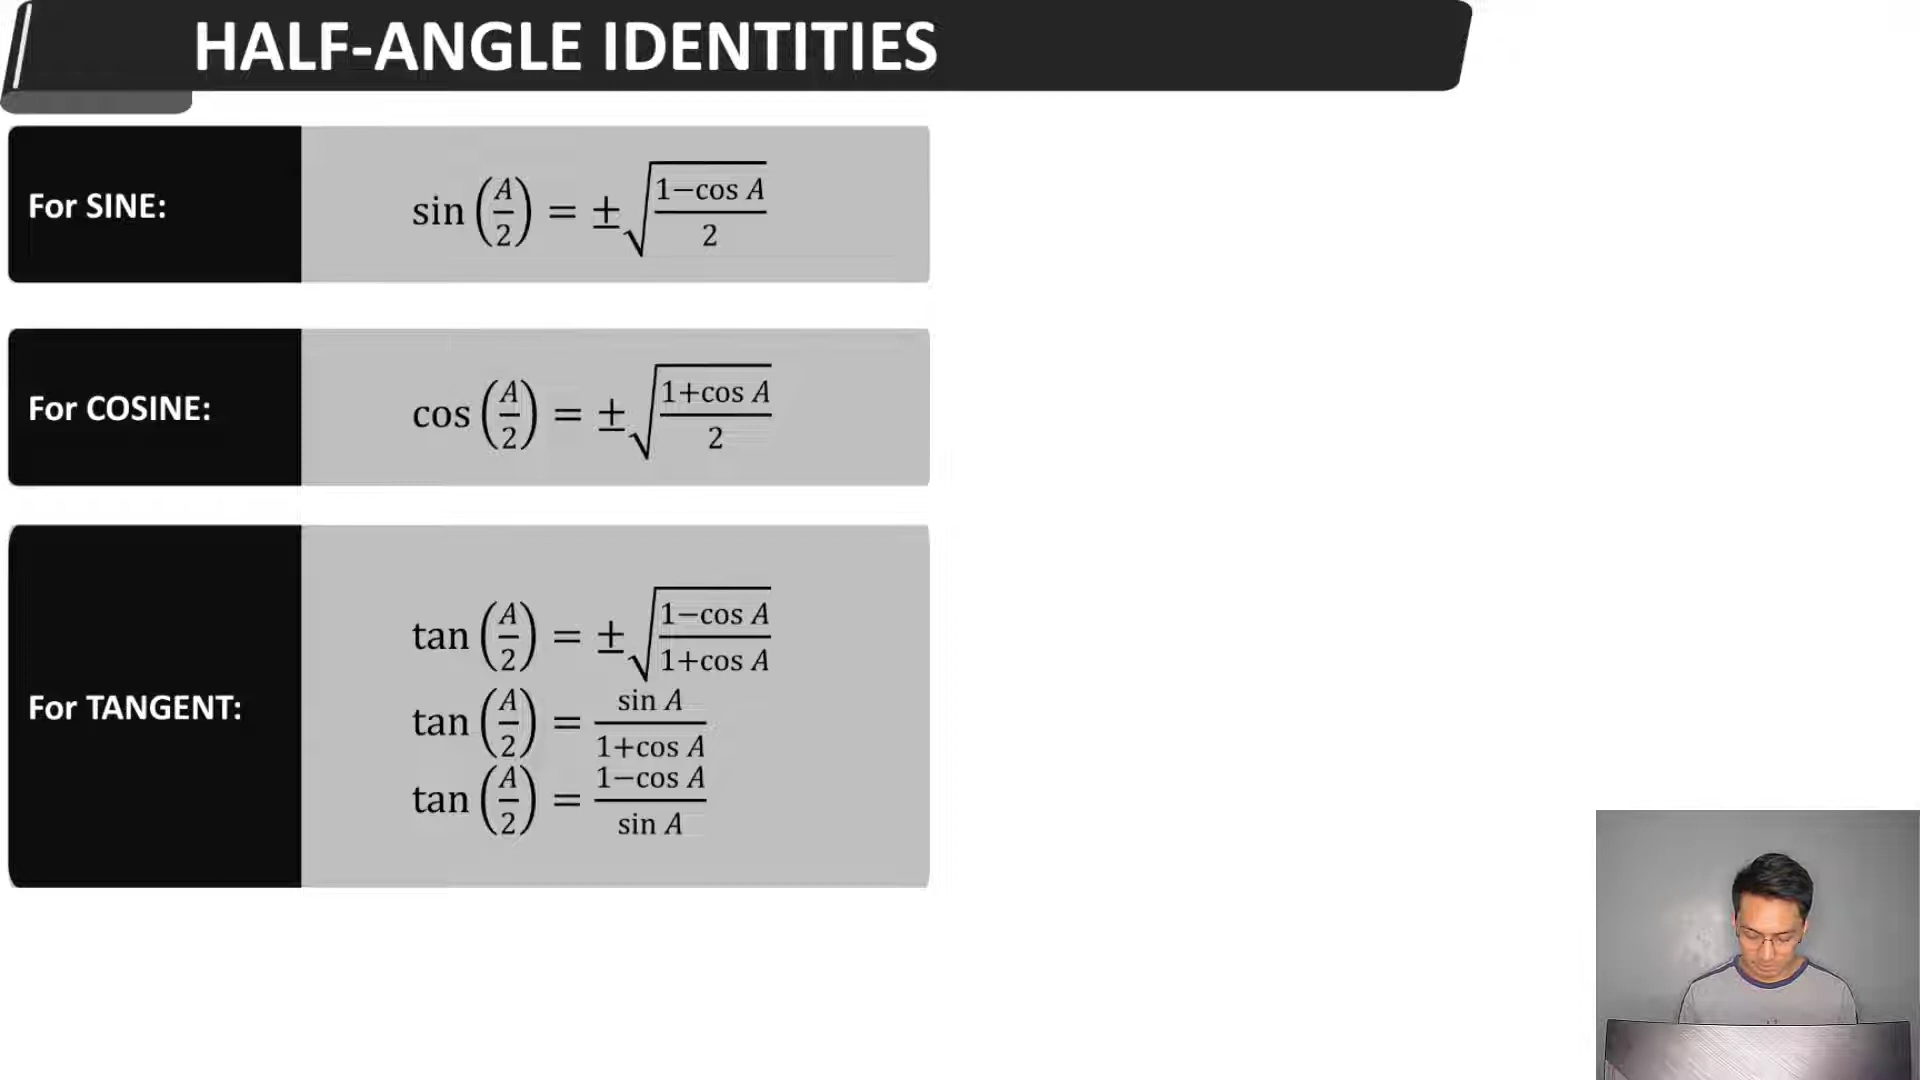 HALF-ANGLE IDENTITIES
For SINE:
sin (A/2) = ±√((1−cos A)/2)
For COSINE:
cos (A/2) = ±√((1+cos A)/2)
For TANGENT:
tan (A/2) = ±√((1−cos A)/(1+cos A))
tan (A/2) = (sin A)/(1+cos A)
tan (A/2) = (1−cos A)/(sin A)